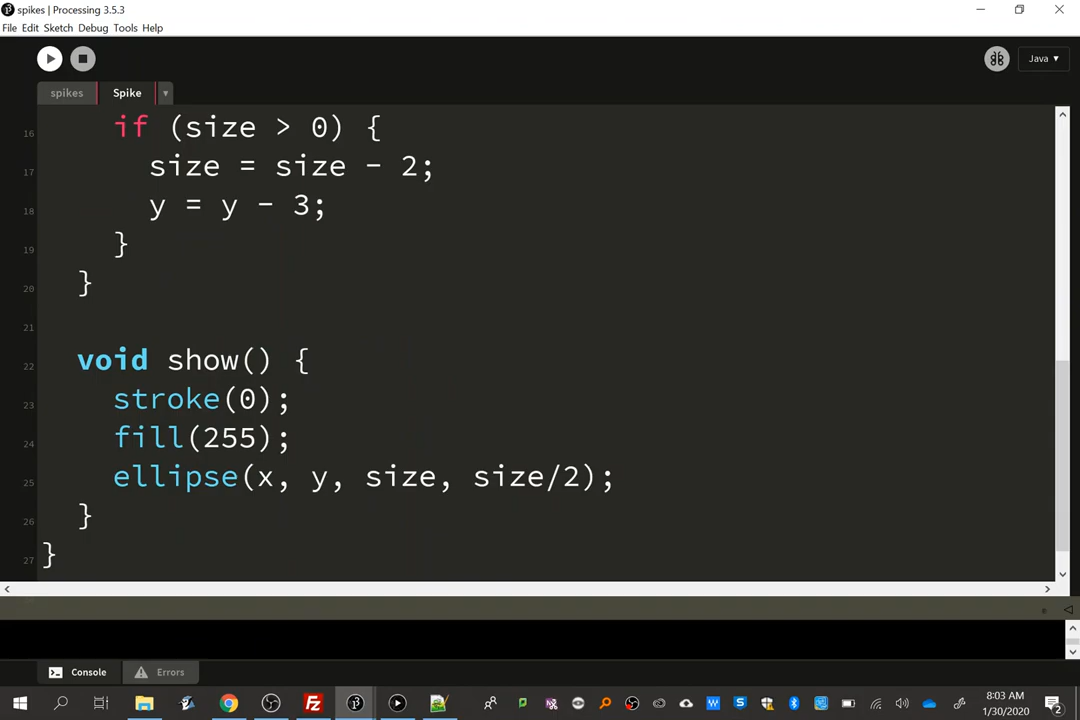 spikes | Processing 3.5.3
File Edit Sketch Debug Tools Help
Java ▾
spikes Spike ▾
16 if (size > 0) {
17 size = size - 2;
18 y = y - 3;
19 }
20 }
21
22 void show() {
23 stroke(0);
24 fill(255);
25 ellipse(x, y, size, size/2);
26 }
27 }
Console Errors
8:03 AM
1/30/2020
2